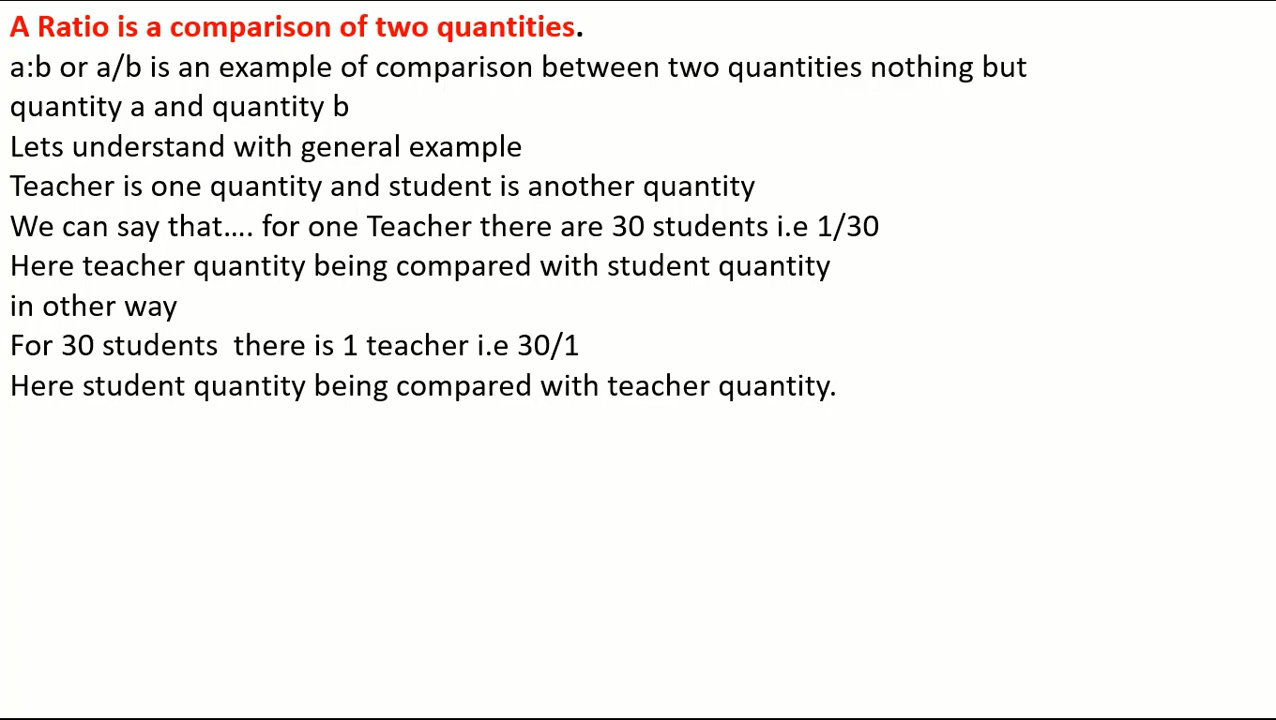 A Ratio is a comparison of two quantities.
a:b or a/b is an example of comparison between two quantities nothing but
quantity a and quantity b
Lets understand with general example
Teacher is one quantity and student is another quantity
We can say that.... for one Teacher there are 30 students i.e 1/30
Here teacher quantity being compared with student quantity
in other way
For 30 students  there is 1 teacher i.e 30/1
Here student quantity being compared with teacher quantity.